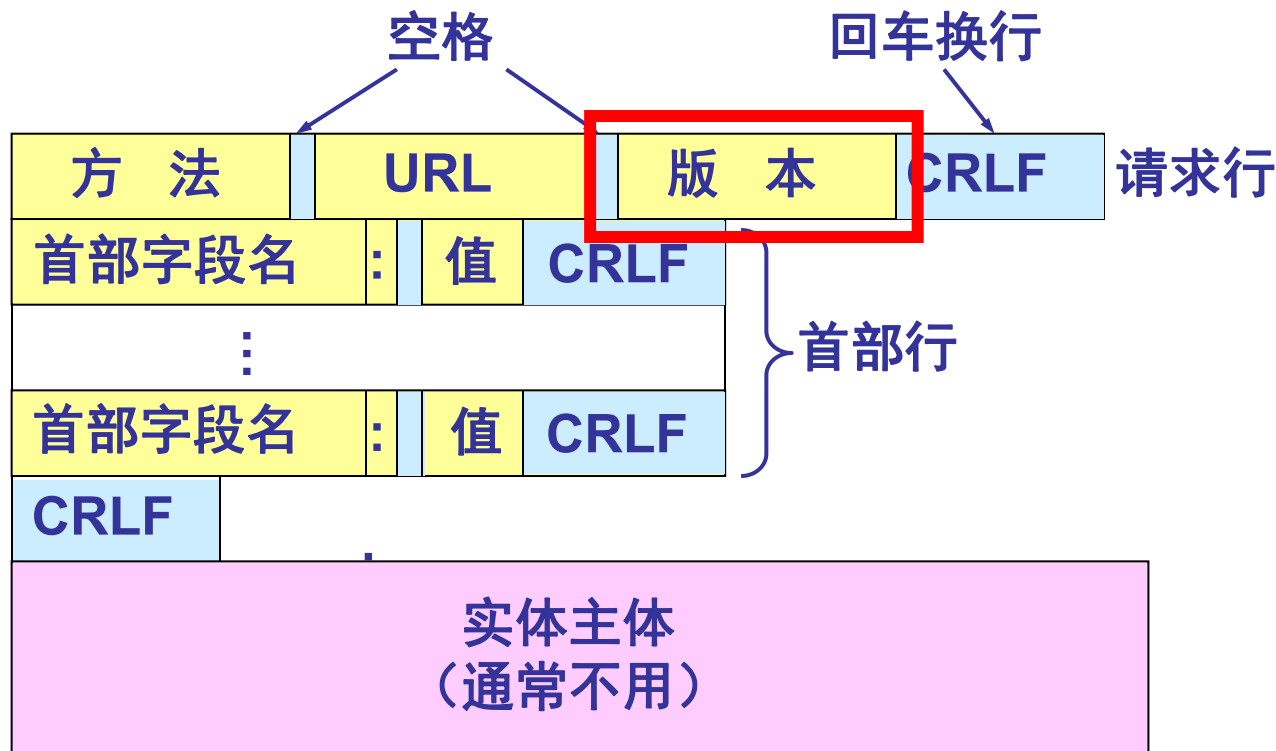 空格 回车换行
方 法 URL 版 本 CRLF 请求行
首部字段名 : 值 CRLF
⋮ 首部行
首部字段名 : 值 CRLF
CRLF
实体主体
（通常不用）